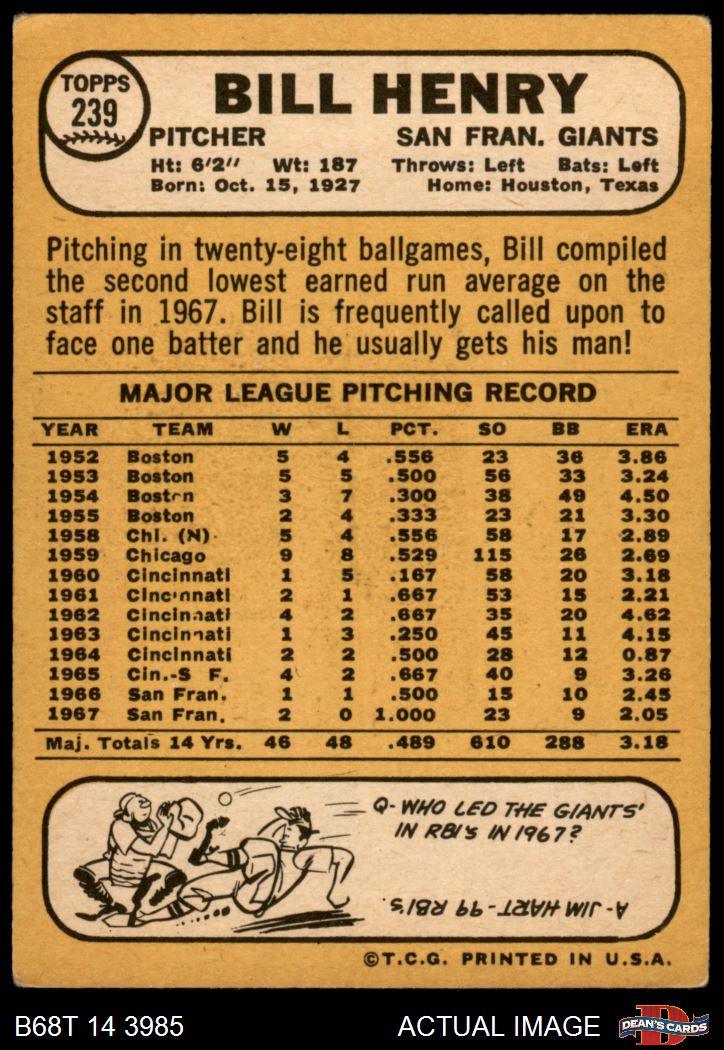 TOPPS
239
BILL HENRY
PITCHER SAN FRAN. GIANTS
Ht: 6'2" Wt: 187 Throws: Left Bats: Left
Born: Oct. 15, 1927 Home: Houston, Texas
Pitching in twenty-eight ballgames, Bill compiled
the second lowest earned run average on the
staff in 1967. Bill is frequently called upon to
face one batter and he usually gets his man!
MAJOR LEAGUE PITCHING RECORD
YEAR TEAM W L PCT. SO BB ERA
1952 Boston 5 4 .556 23 36 3.86
1953 Boston 5 5 .500 56 33 3.24
1954 Boston 3 7 .300 38 49 4.50
1955 Boston 2 4 .333 23 21 3.30
1958 Chi. (N) 5 4 .556 58 17 2.89
1959 Chicago 9 8 .529 115 26 2.69
1960 Cincinnati 1 5 .167 58 20 3.18
1961 Cincinnati 2 1 .667 53 15 2.21
1962 Cincinnati 4 2 .667 35 20 4.62
1963 Cincinnati 1 3 .250 45 11 4.15
1964 Cincinnati 2 2 .500 28 12 0.87
1965 Cin.-S F. 4 2 .667 40 9 3.26
1966 San Fran. 1 1 .500 15 10 2.45
1967 San Fran. 2 0 1.000 23 9 2.05
Maj. Totals 14 Yrs. 46 48 .489 610 288 3.18
Q- WHO LED THE GIANTS'
IN RBI's IN 1967?
A- JIM HART- 99 RBI's.
©T.C.G. PRINTED IN U.S.A.
B68T 14 3985 ACTUAL IMAGE
D
DEAN'S CARDS